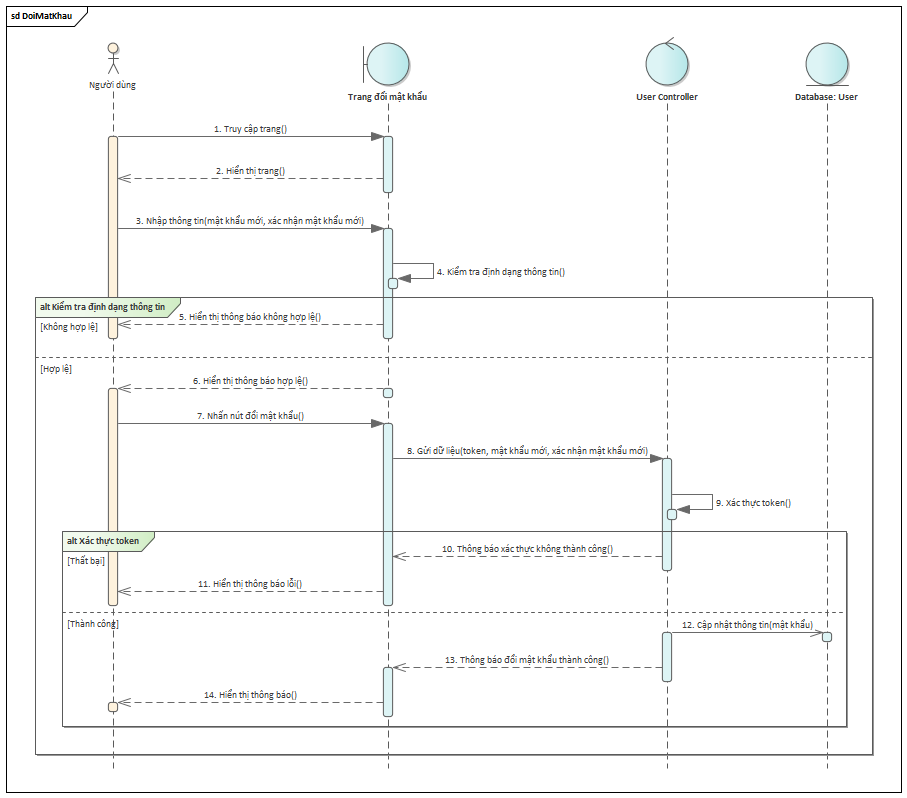 sd DoiMatKhau
Người dùng
Trang đổi mật khẩu
User Controller
Database: User
1. Truy cập trang()
2. Hiển thị trang()
3. Nhập thông tin(mật khẩu mới, xác nhận mật khẩu mới)
4. Kiểm tra định dạng thông tin()
alt Kiểm tra định dạng thông tin
5. Hiển thị thông báo không hợp lệ()
[Không hợp lệ]
[Hợp lệ]
6. Hiển thị thông báo hợp lệ()
7. Nhấn nút đổi mật khẩu()
8. Gửi dữ liệu(token, mật khẩu mới, xác nhận mật khẩu mới)
9. Xác thực token()
alt Xác thực token
10. Thông báo xác thực không thành công()
[Thất bại]
11. Hiển thị thông báo lỗi()
[Thành công]
12. Cập nhật thông tin(mật khẩu)
13. Thông báo đổi mật khẩu thành công()
14. Hiển thị thông báo()